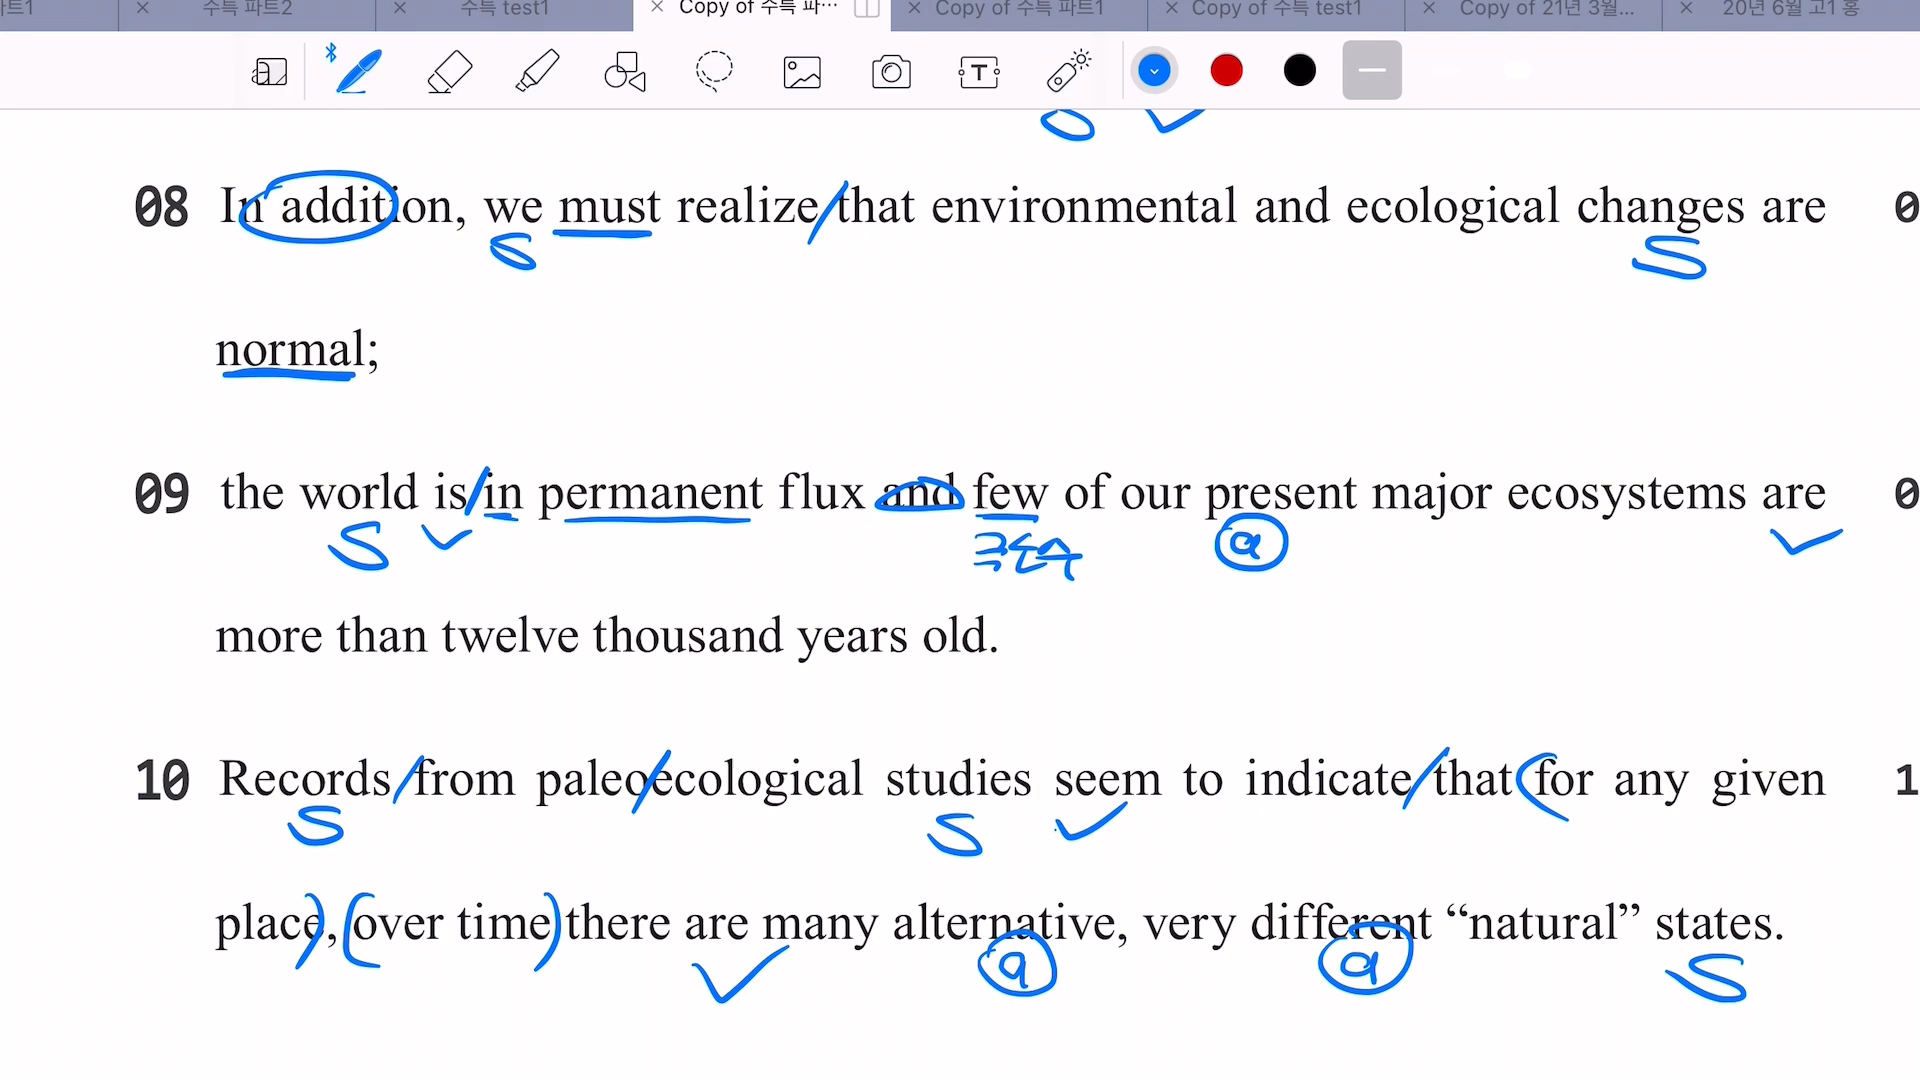 파트1
× 수특 파트2
× 수특 test1
× Copy of 수특 파…
× Copy of 수특 파트1
× Copy of 수특 test1
× Copy of 21년 3월...
× 20년 6월 고1 홍
T
S
08 In addition, we must realize that environmental and ecological changes are
S S
normal;
09 the world is in permanent flux and few of our present major ecosystems are
S a
more than twelve thousand years old.
10 Records from paleoecological studies seem to indicate that for any given
S S
place, over time there are many alternative, very different “natural” states.
a a S
0
0
1